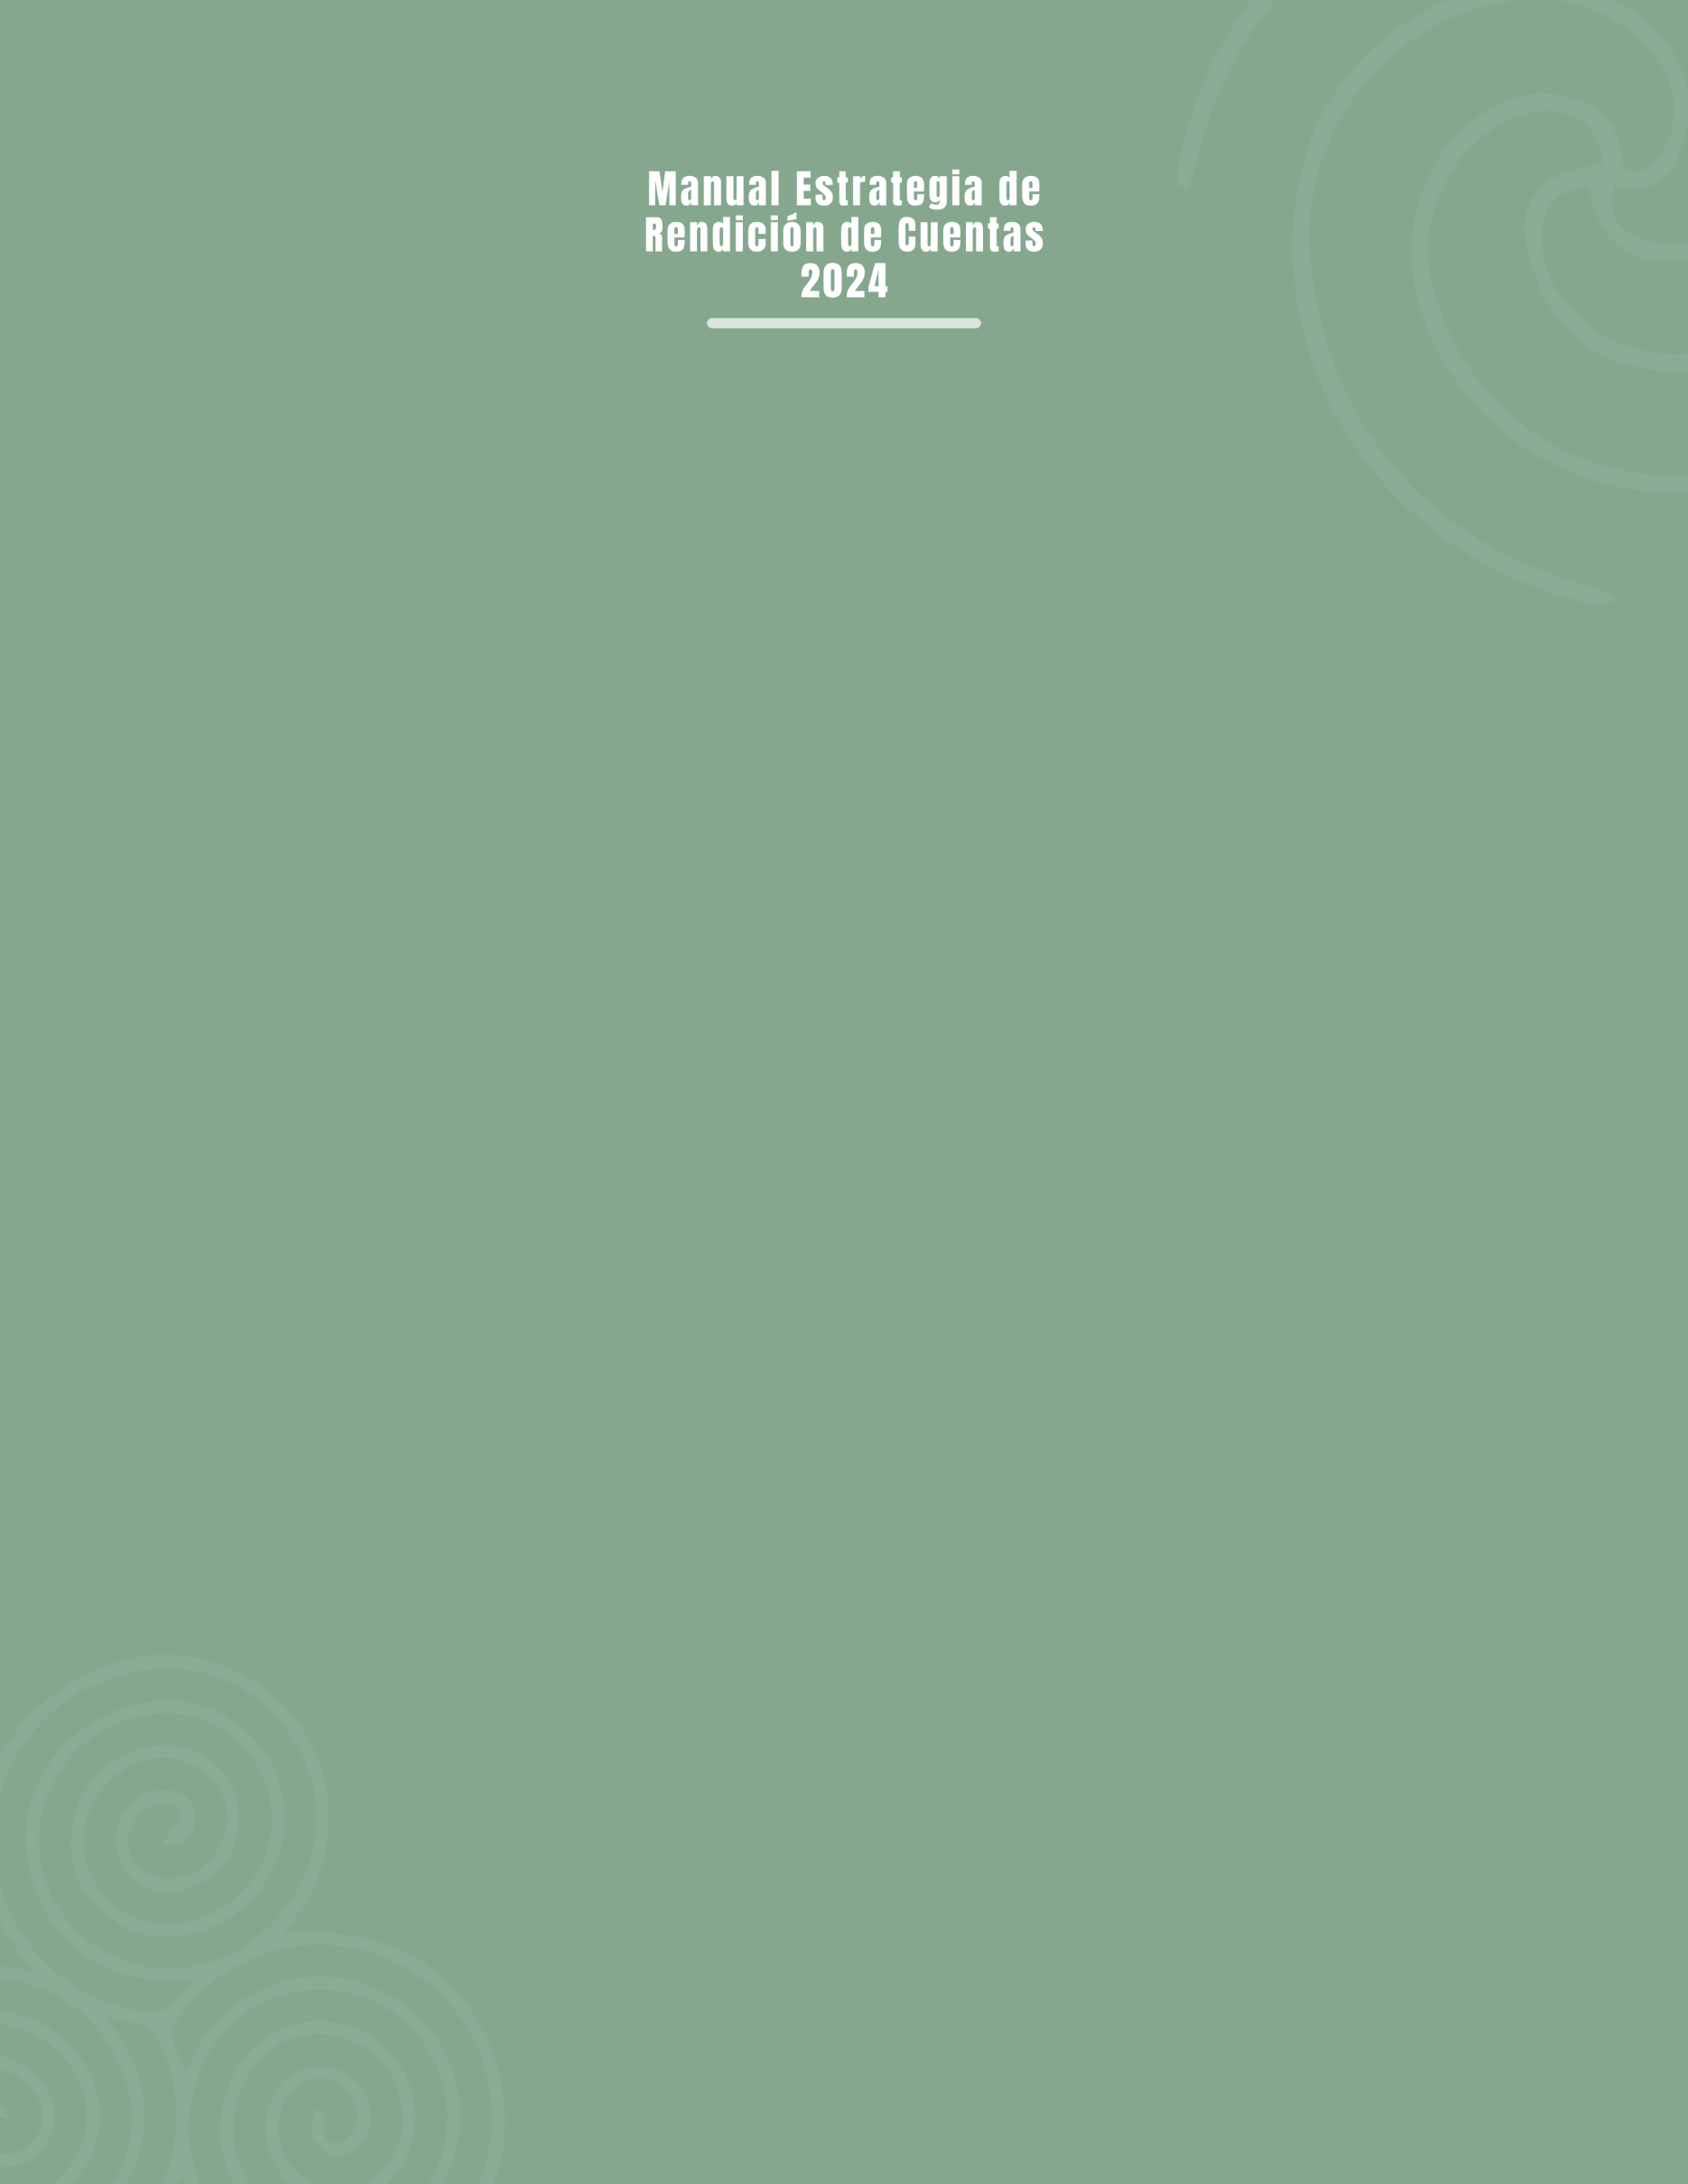 Manual Estrategia de
Rendición de Cuentas
2024